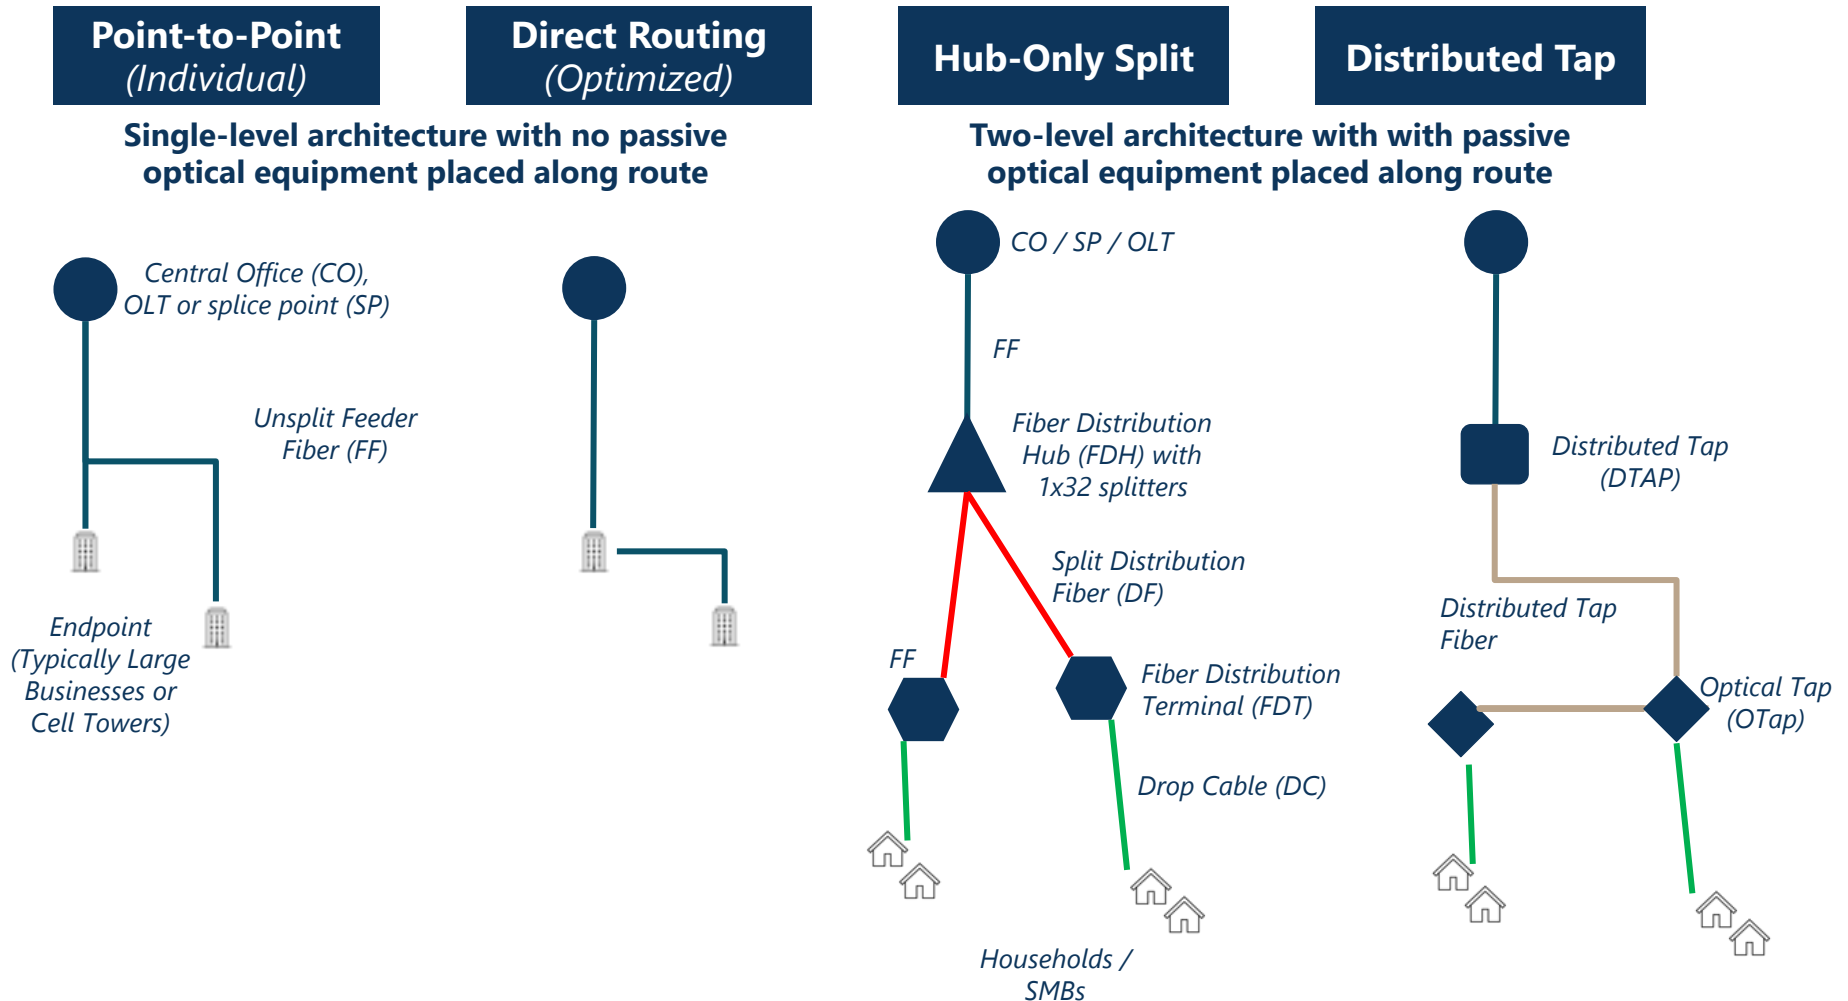 Point-to-Point
(Individual)
Direct Routing
(Optimized)
Hub-Only Split
Distributed Tap
Single-level architecture with no passive
optical equipment placed along route
Two-level architecture with with passive
optical equipment placed along route
Central Office (CO),
OLT or splice point (SP)
Unsplit Feeder
Fiber (FF)
Endpoint
(Typically Large
Businesses or
Cell Towers)
CO / SP / OLT
FF
Fiber Distribution
Hub (FDH) with
1x32 splitters
Split Distribution
Fiber (DF)
FF
Fiber Distribution
Terminal (FDT)
Drop Cable (DC)
Households /
SMBs
Distributed Tap
(DTAP)
Distributed Tap
Fiber
Optical Tap
(OTap)